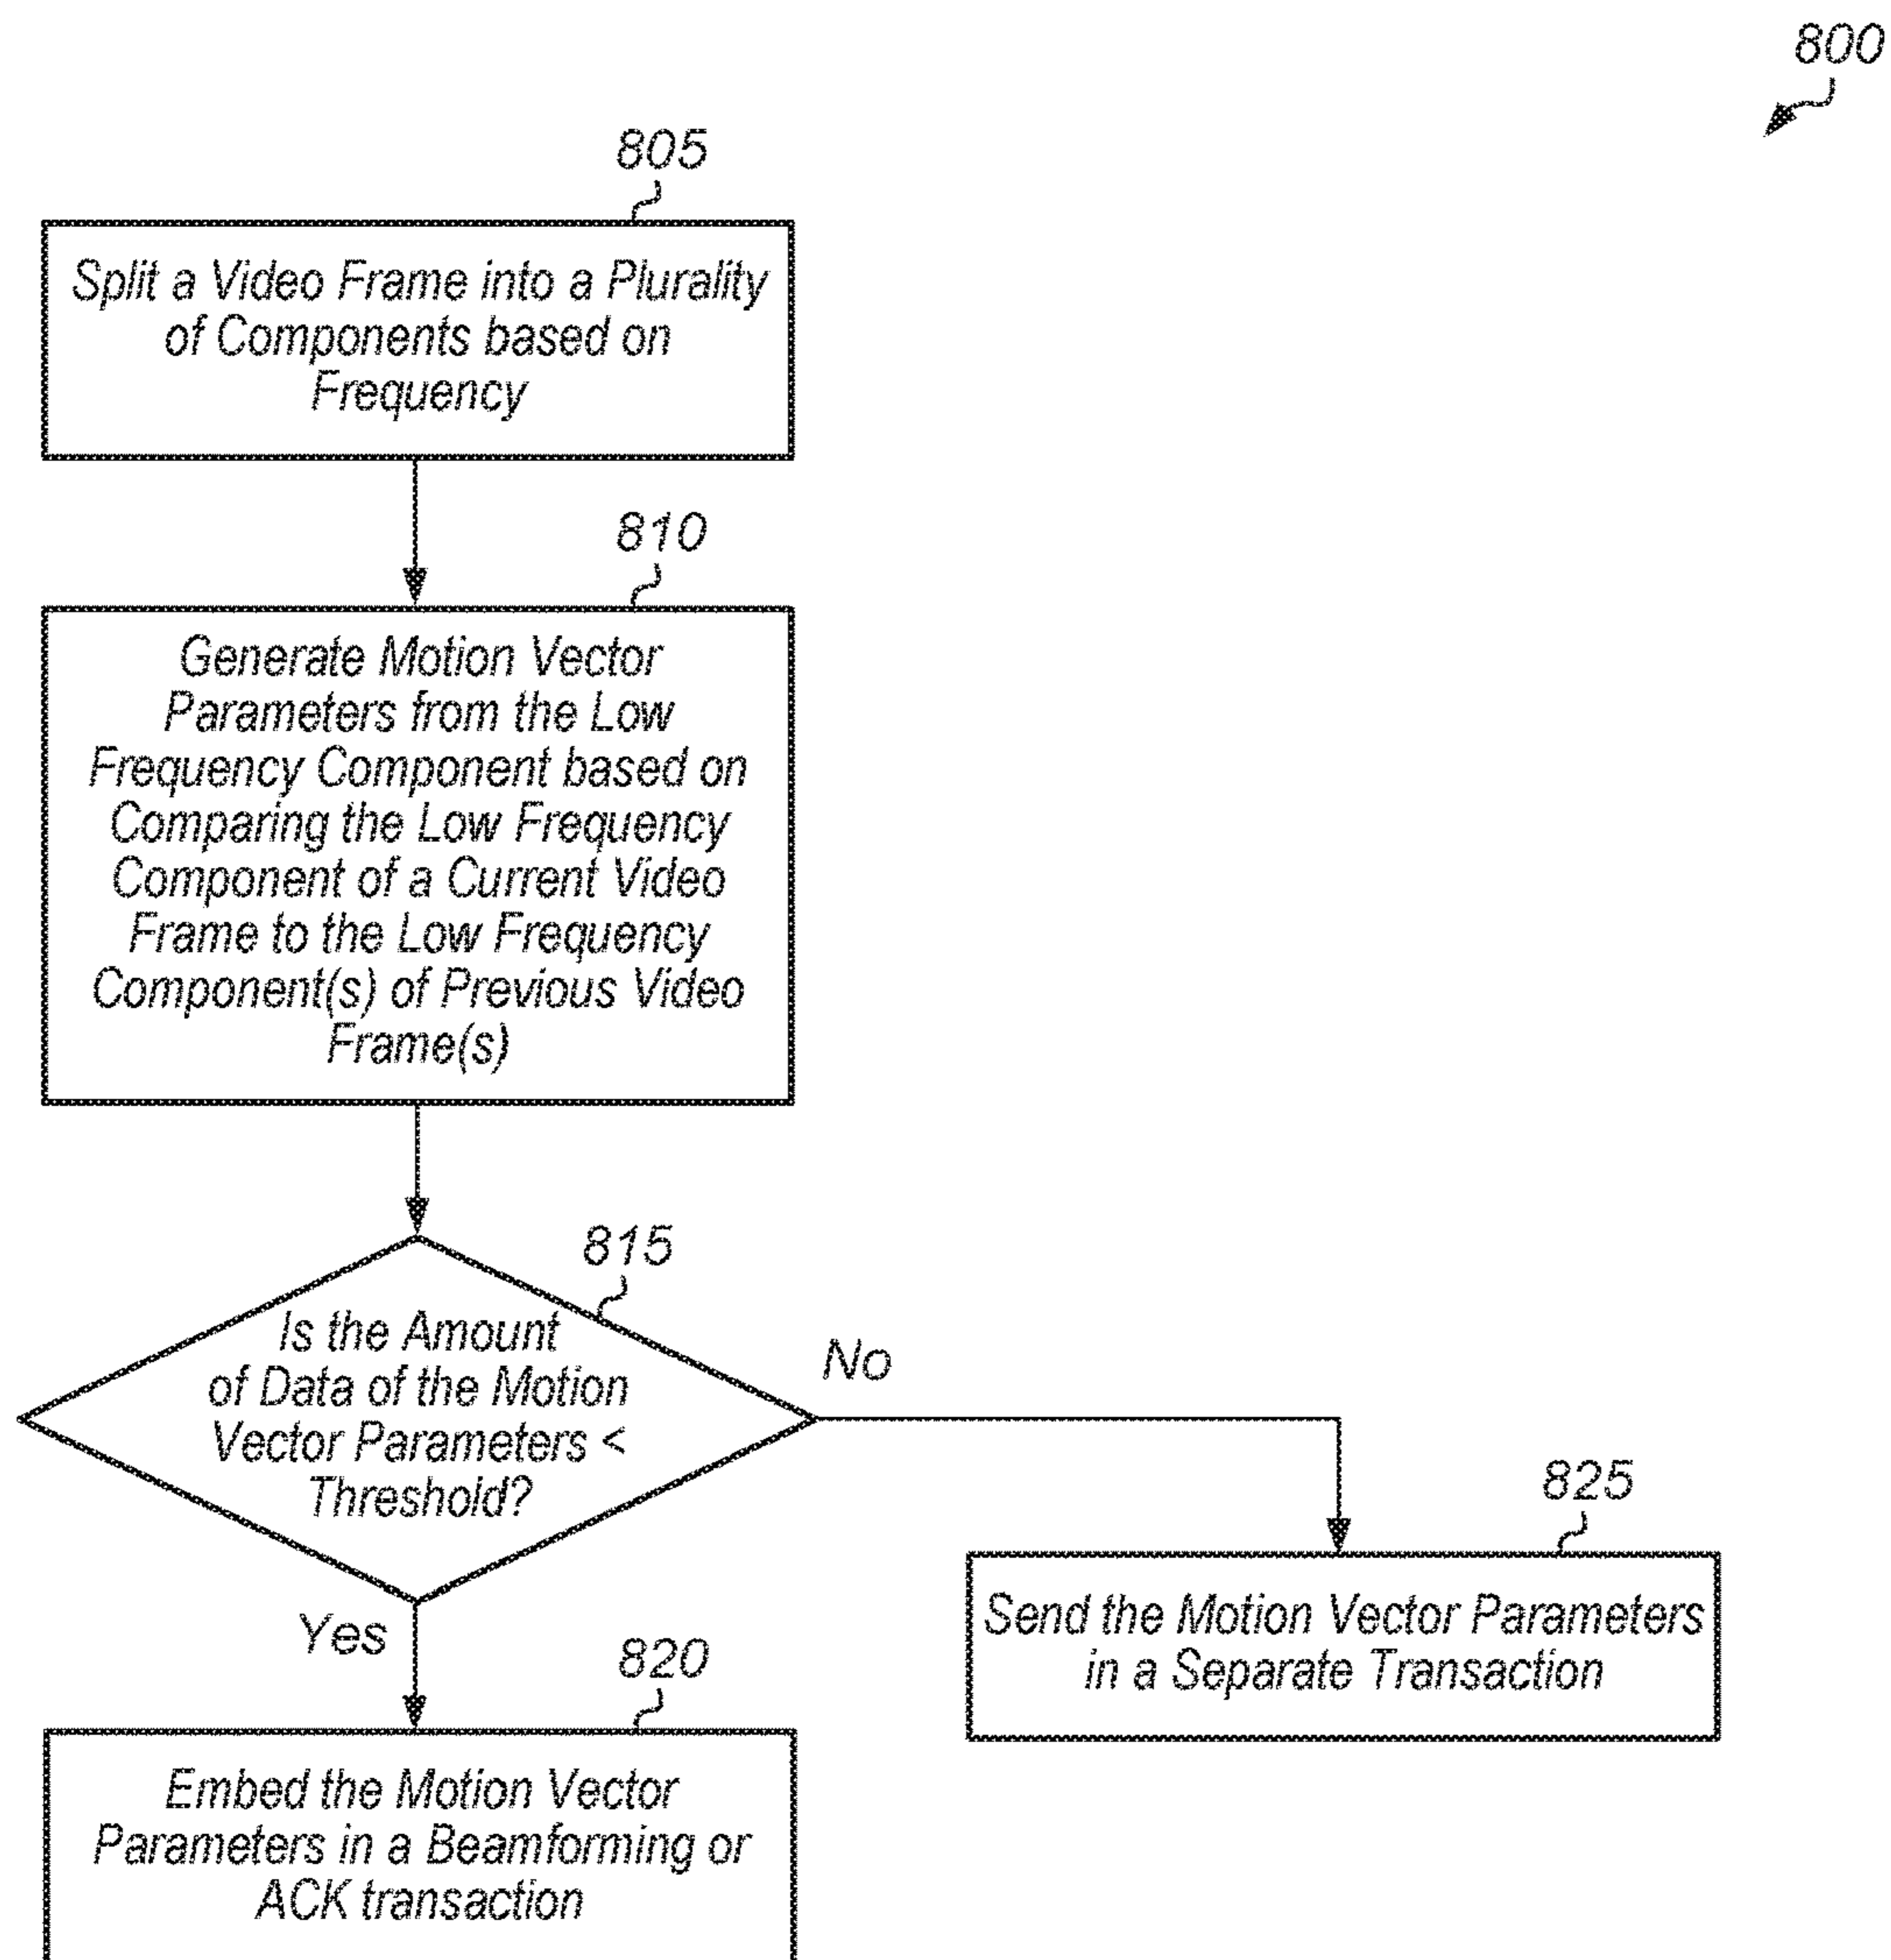 800
805
Split a Video Frame into a Plurality
of Components based on
Frequency
810
Generate Motion Vector
Parameters from the Low
Frequency Component based on
Comparing the Low Frequency
Component of a Current Video
Frame to the Low Frequency
Component(s) of Previous Video
Frame(s)
815
Is the Amount
of Data of the Motion
Vector Parameters <
Threshold?
No
825
Send the Motion Vector Parameters
in a Separate Transaction
Yes
820
Embed the Motion Vector
Parameters in a Beamforming or
ACK transaction